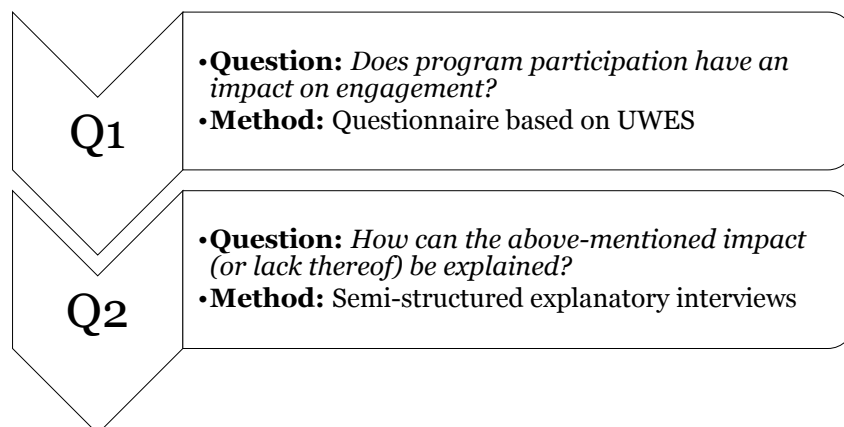 Q1
•Question: Does program participation have an
impact on engagement?
•Method: Questionnaire based on UWES
Q2
•Question: How can the above-mentioned impact
(or lack thereof) be explained?
•Method: Semi-structured explanatory interviews